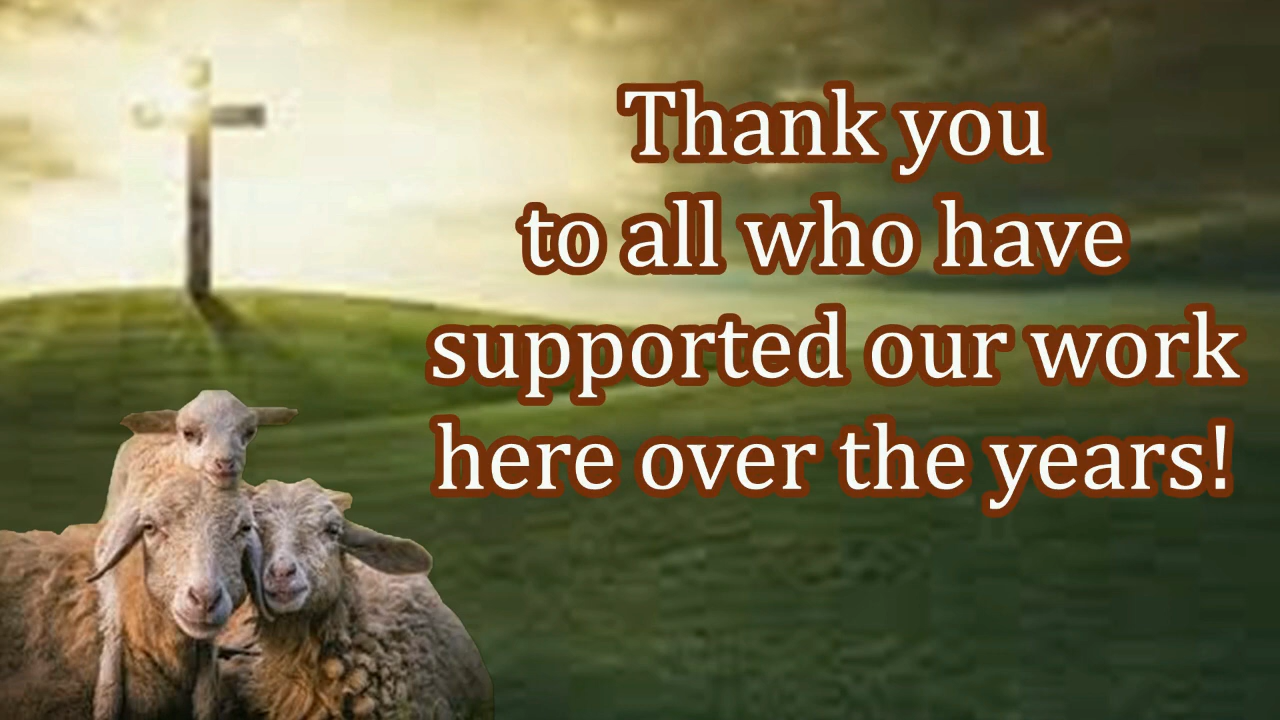 Thank you
to all who have
supported our work
here over the years!